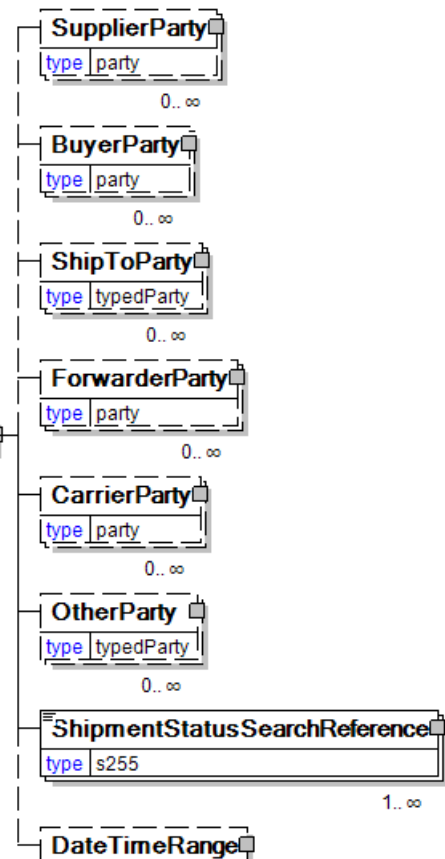 SupplierParty
type party
0.. ∞
BuyerParty
type party
0.. ∞
ShipToParty
type typedParty
0.. ∞
ForwarderParty
type party
0.. ∞
CarrierParty
type party
0.. ∞
OtherParty
type typedParty
0.. ∞
ShipmentStatusSearchReference
type s255
1.. ∞
DateTimeRange